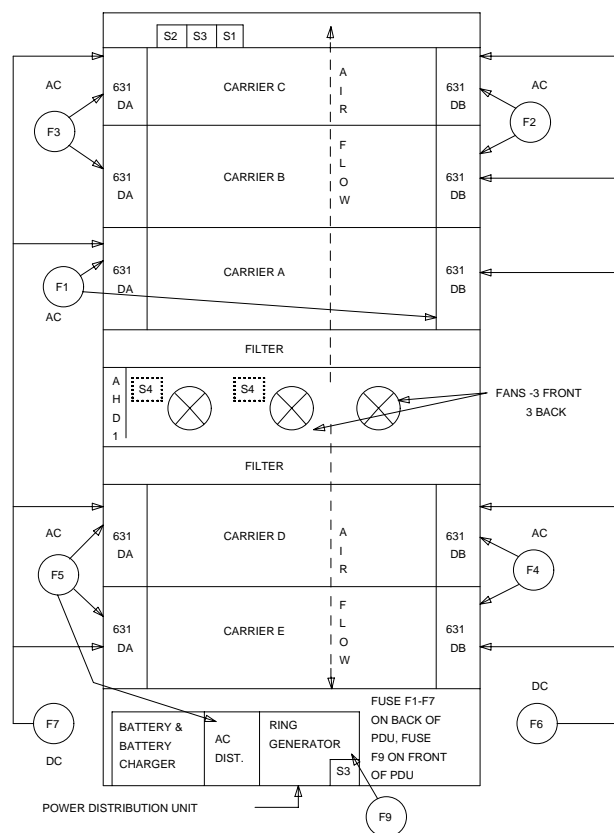 S2 S3 S1
631 DA
CARRIER C
A I R
631 DB
AC
AC
F3
F2
631 DA
CARRIER B
F L O W
631 DB
631 DA
CARRIER A
631 DB
F1
AC
FILTER
A H D 1
S4
S4
FANS -3 FRONT
3 BACK
FILTER
631 DA
CARRIER D
A I R
631 DB
AC
AC
F5
F4
631 DA
CARRIER E
F L O W
631 DB
F7
DC
DC
F6
BATTERY &
BATTERY
CHARGER
AC
DIST.
RING
GENERATOR
S3
FUSE F1-F7
ON BACK OF
PDU, FUSE
F9 ON FRONT
OF PDU
POWER DISTRIBUTION UNIT
F9